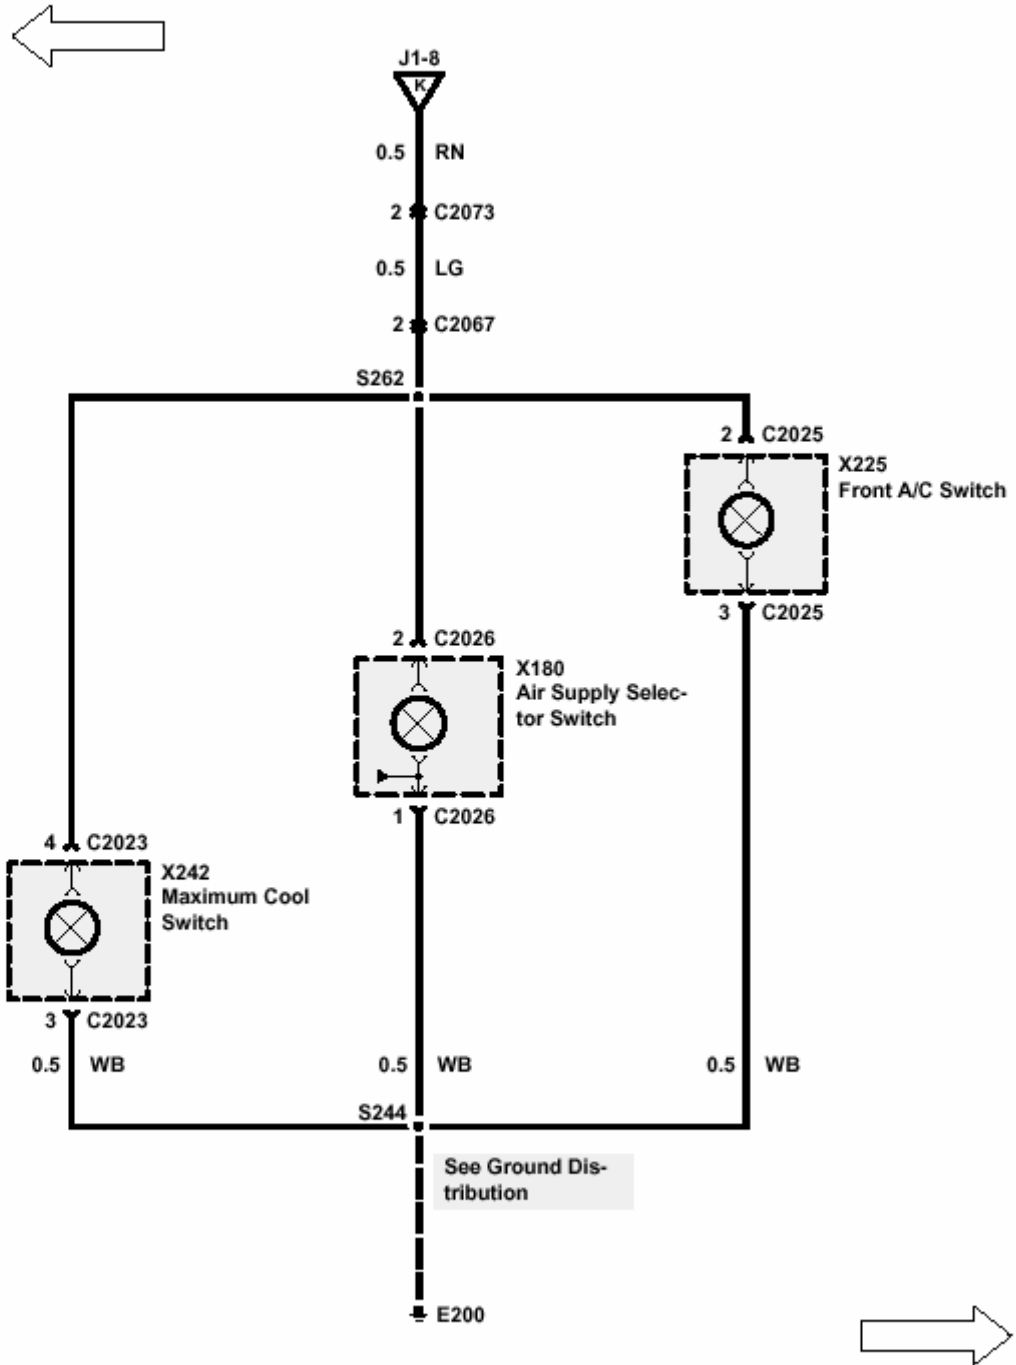 J1-8
K
0.5 RN
2 C2073
0.5 LG
2 C2067
S262
2 C2025
X225
Front A/C Switch
3 C2025
2 C2026
X180
Air Supply Selec-
tor Switch
1 C2026
4 C2023
X242
Maximum Cool
Switch
3 C2023
0.5 WB
0.5 WB
0.5 WB
S244
See Ground Dis-
tribution
E200